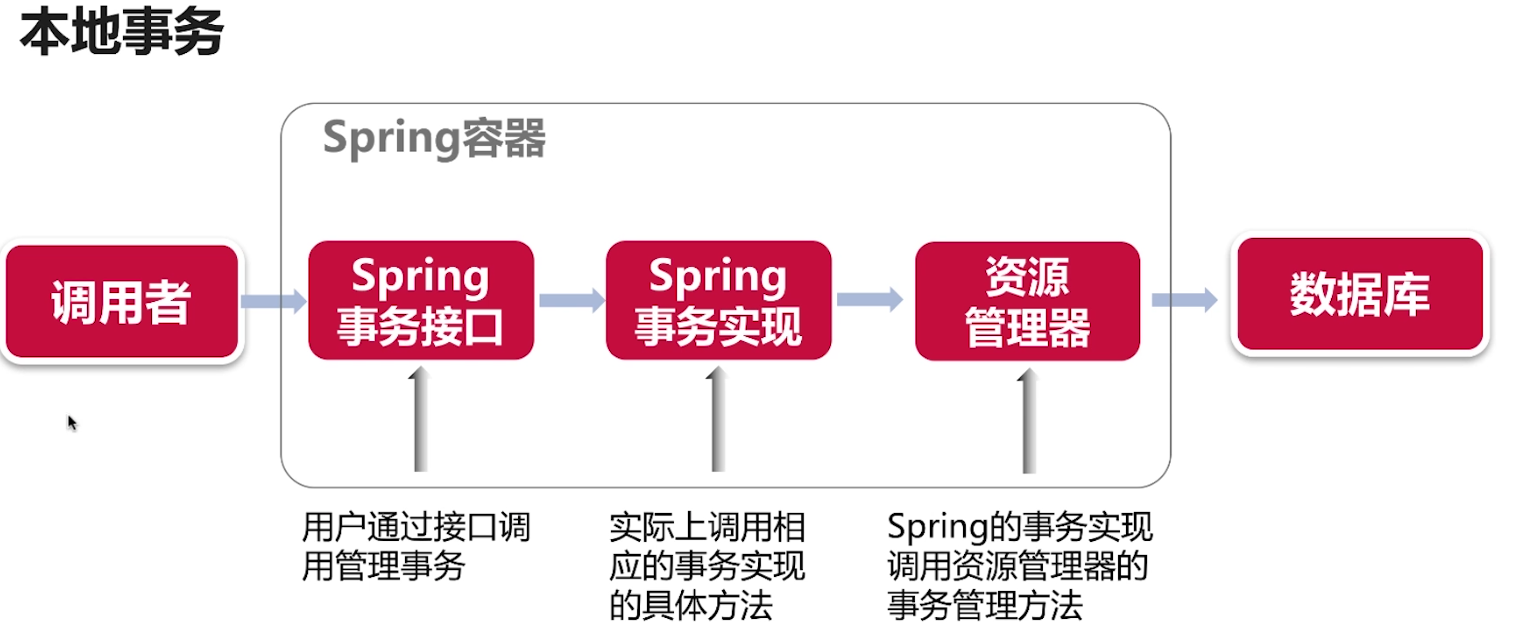 本地事务
Spring容器
调用者
Spring
事务接口
Spring
事务实现
资源
管理器
数据库
用户通过接口调
用管理事务
实际上调用相
应的事务实现
的具体方法
Spring的事务实现
调用资源管理器的
事务管理方法